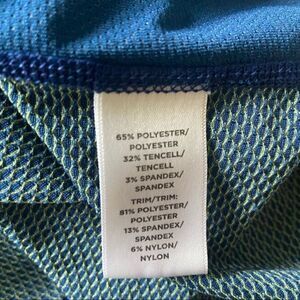 65% POLYESTER/
POLYESTER
32% TENCELL/
TENCELL
3% SPANDEX/
SPANDEX
TRIM/TRIM:
81% POLYESTER/
POLYESTER
13% SPANDEX/
SPANDEX
6% NYLON/
NYLON